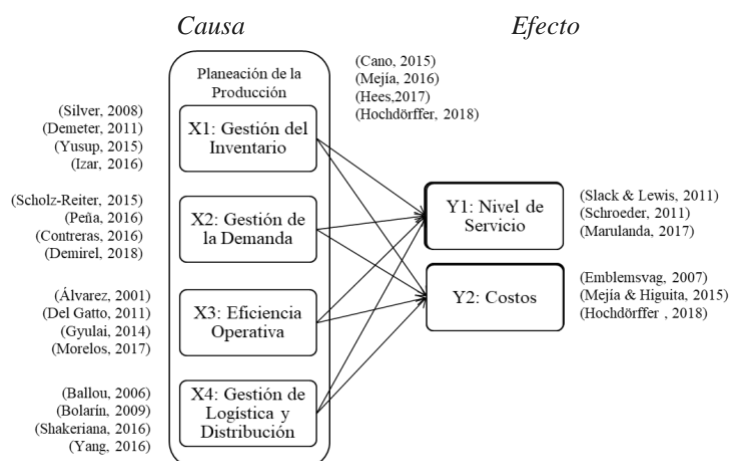 Causa
Efecto
Planeación de la
Producción
(Cano, 2015)
(Mejía, 2016)
(Hees,2017)
(Hochdörffer, 2018)
(Silver, 2008)
(Demeter, 2011)
(Yusup, 2015)
(Izar, 2016)
X1: Gestión del
Inventario
(Scholz-Reiter, 2015)
(Peña, 2016)
(Contreras, 2016)
(Demirel, 2018)
X2: Gestión de
la Demanda
Y1: Nivel de
Servicio
(Slack & Lewis, 2011)
(Schroeder, 2011)
(Marulanda, 2017)
(Álvarez, 2001)
(Del Gatto, 2011)
(Gyulai, 2014)
(Morelos, 2017)
X3: Eficiencia
Operativa
Y2: Costos
(Emblemsvag, 2007)
(Mejía & Higuita, 2015)
(Hochdörffer , 2018)
(Ballou, 2006)
(Bolarín, 2009)
(Shakeriana, 2016)
(Yang, 2016)
X4: Gestión de
Logística y
Distribución